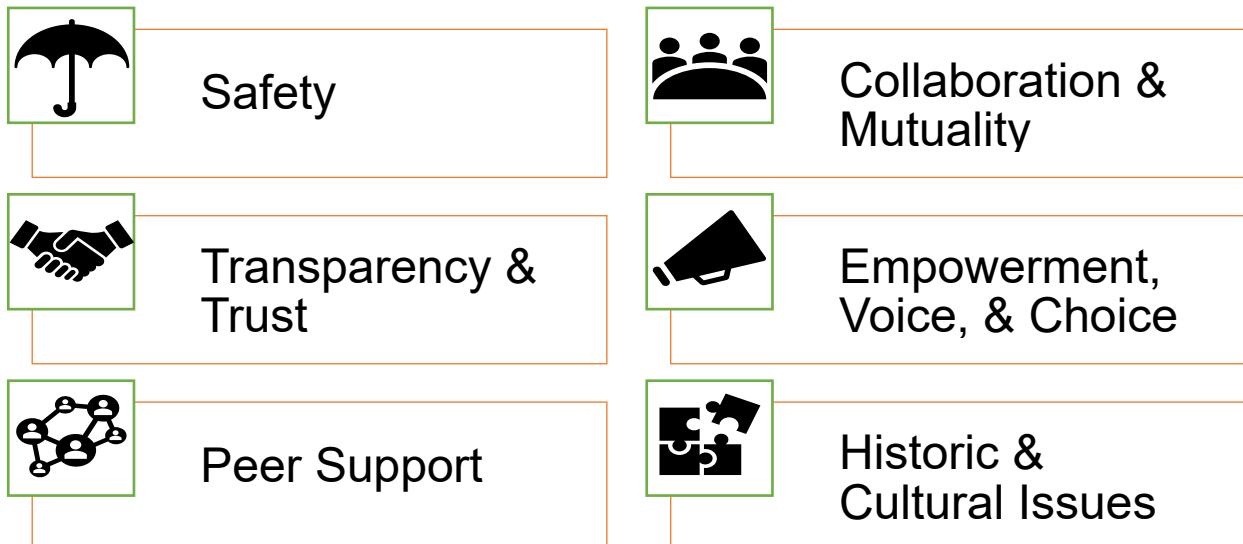 Safety
Collaboration &
Mutuality
Transparency &
Trust
Empowerment,
Voice, & Choice
Peer Support
Historic &
Cultural Issues